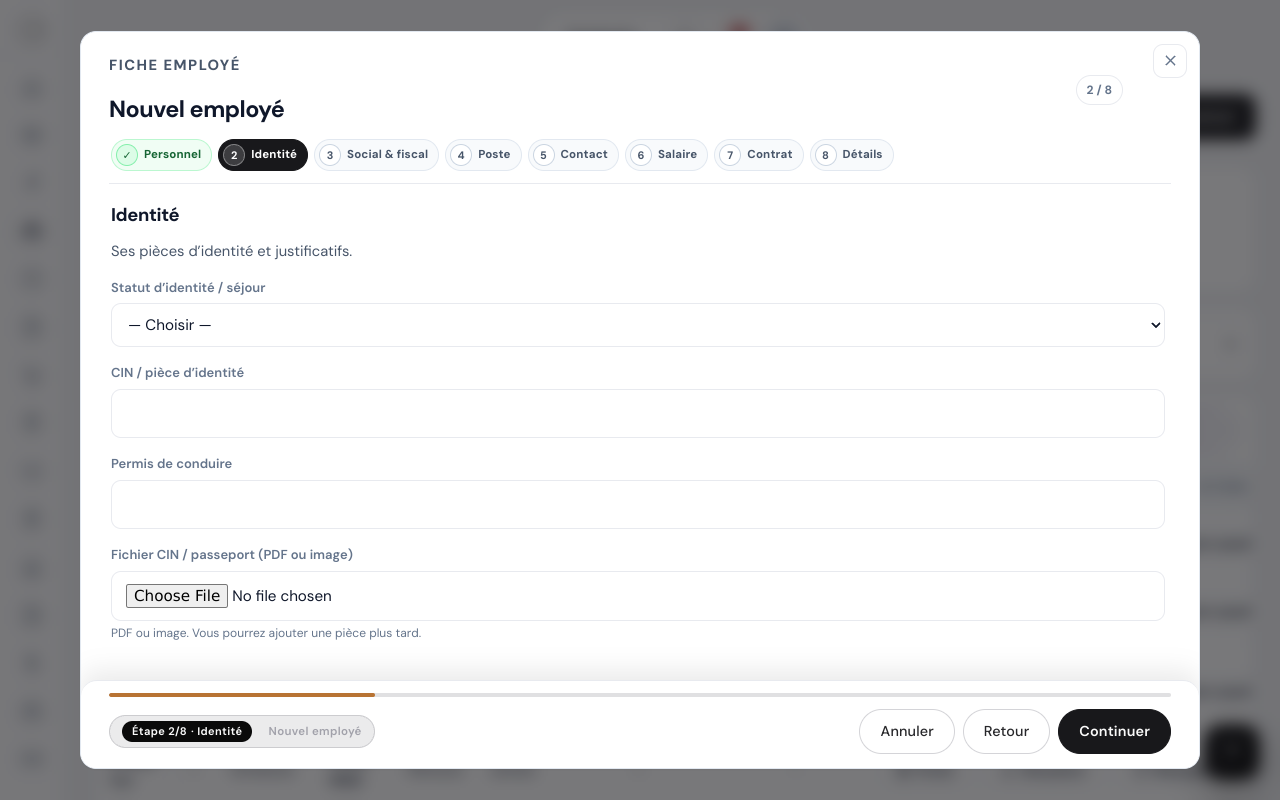 FICHE EMPLOYÉ
2 / 8
Nouvel employé
✓ Personnel 2 Identité 3 Social & fiscal 4 Poste 5 Contact 6 Salaire 7 Contrat 8 Détails
Identité
Ses pièces d’identité et justificatifs.
Statut d’identité / séjour
— Choisir —
CIN / pièce d’identité
Permis de conduire
Fichier CIN / passeport (PDF ou image)
Choose File No file chosen
PDF ou image. Vous pourrez ajouter une pièce plus tard.
Étape 2/8 · Identité Nouvel employé Annuler Retour Continuer